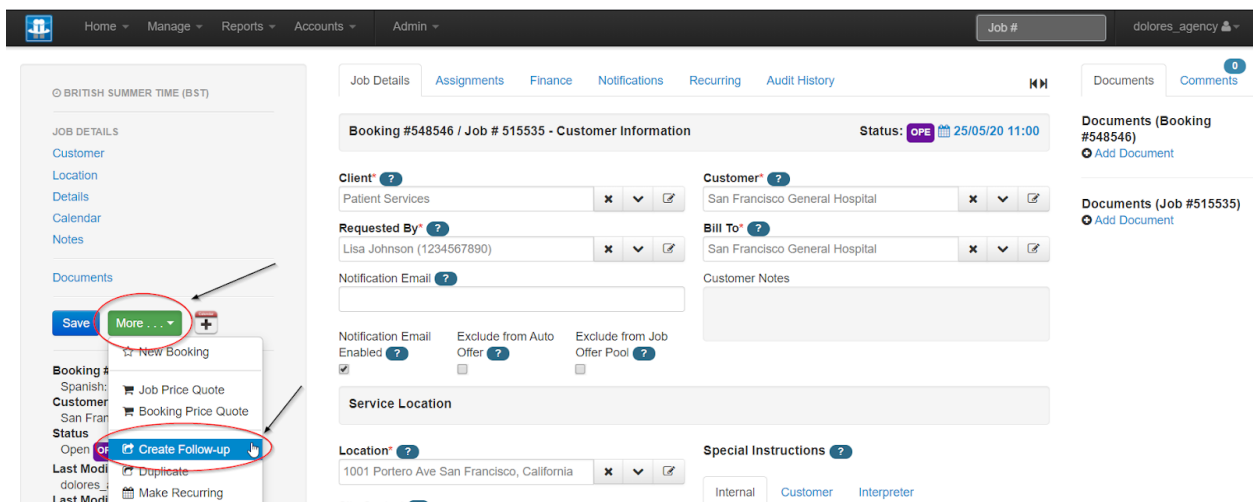 Home Manage Reports Accounts Admin Job # dolores_agency
BRITISH SUMMER TIME (BST)
JOB DETAILS
Customer
Location
Details
Calendar
Notes
Documents
Save More . . .
New Booking
Job Price Quote
Booking Price Quote
Create Follow-up
Duplicate
Make Recurring
Booking #
Spanish:
Customer
San Fran
Status
Open
Last Modi
dolores_
Last Modi
Job Details Assignments Finance Notifications Recurring Audit History
Booking #548546 / Job # 515535 - Customer Information Status: OPE 25/05/20 11:00
Client* ? Customer* ?
Patient Services San Francisco General Hospital
Requested By* ? Bill To* ?
Lisa Johnson (1234567890) San Francisco General Hospital
Notification Email ? Customer Notes
Notification Email Exclude from Auto Exclude from Job
Enabled ? Offer ? Offer Pool ?
Service Location
Location* ? Special Instructions ?
1001 Portero Ave San Francisco, California
Internal Customer Interpreter
0
Documents Comments
Documents (Booking
#548546)
Add Document
Documents (Job #515535)
Add Document